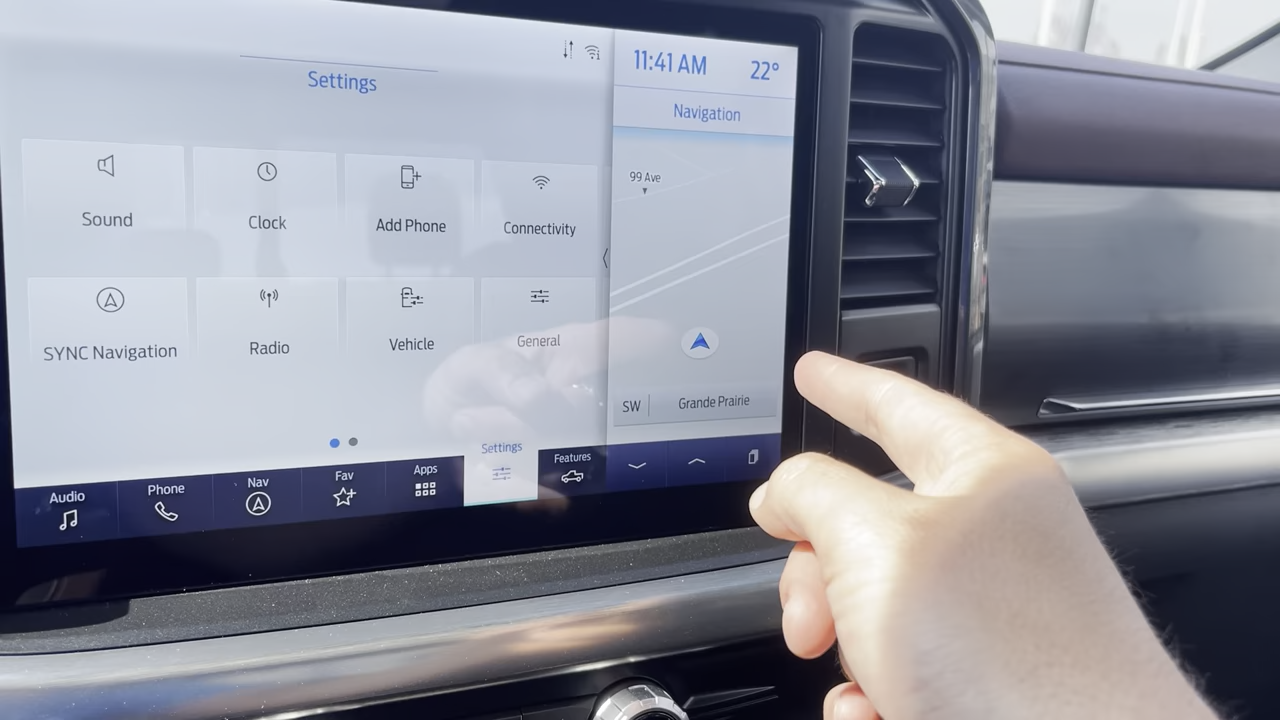 Settings
11:41 AM 22°
Navigation
99 Ave
Sound
Clock
Add Phone
Connectivity
SYNC Navigation
Radio
Vehicle
General
SW Grande Prairie
Audio
Phone
Nav
Fav
Apps
Settings
Features